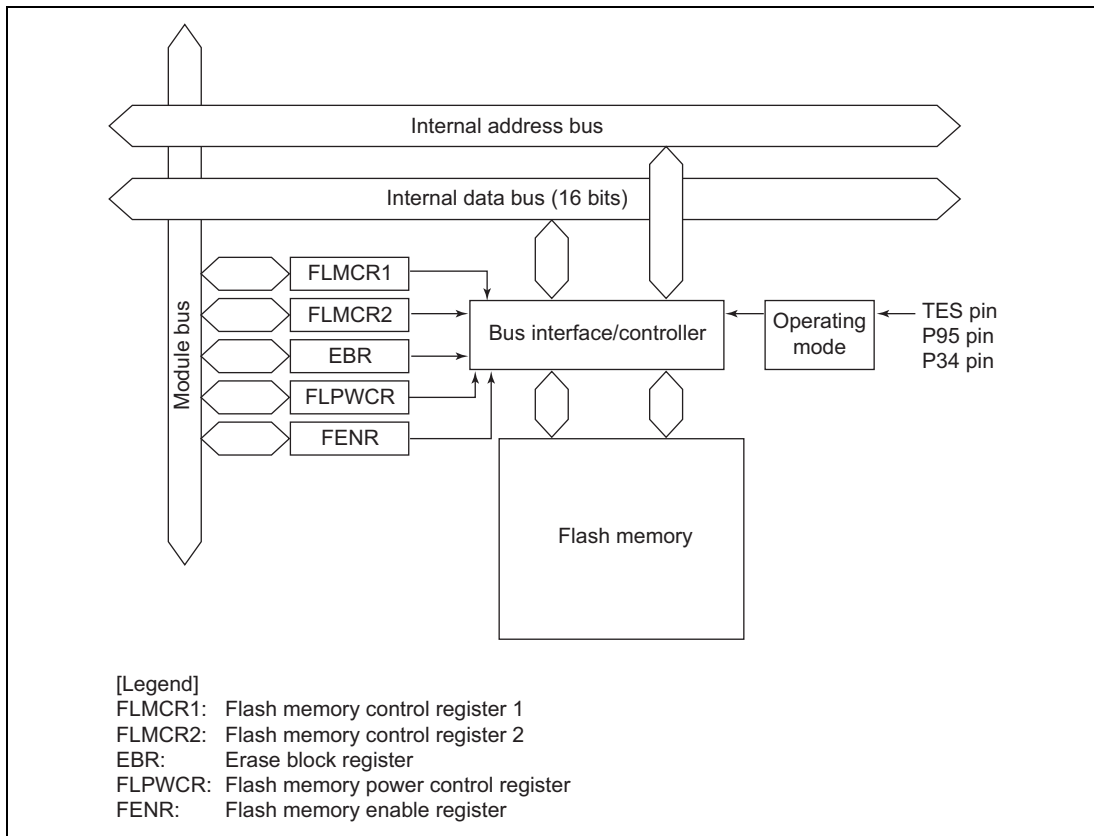 Internal address bus
Internal data bus (16 bits)
Module bus
FLMCR1
FLMCR2
EBR
FLPWCR
FENR
Bus interface/controller
Operating
mode
TES pin
P95 pin
P34 pin
Flash memory
[Legend]
FLMCR1: Flash memory control register 1
FLMCR2: Flash memory control register 2
EBR: Erase block register
FLPWCR: Flash memory power control register
FENR: Flash memory enable register